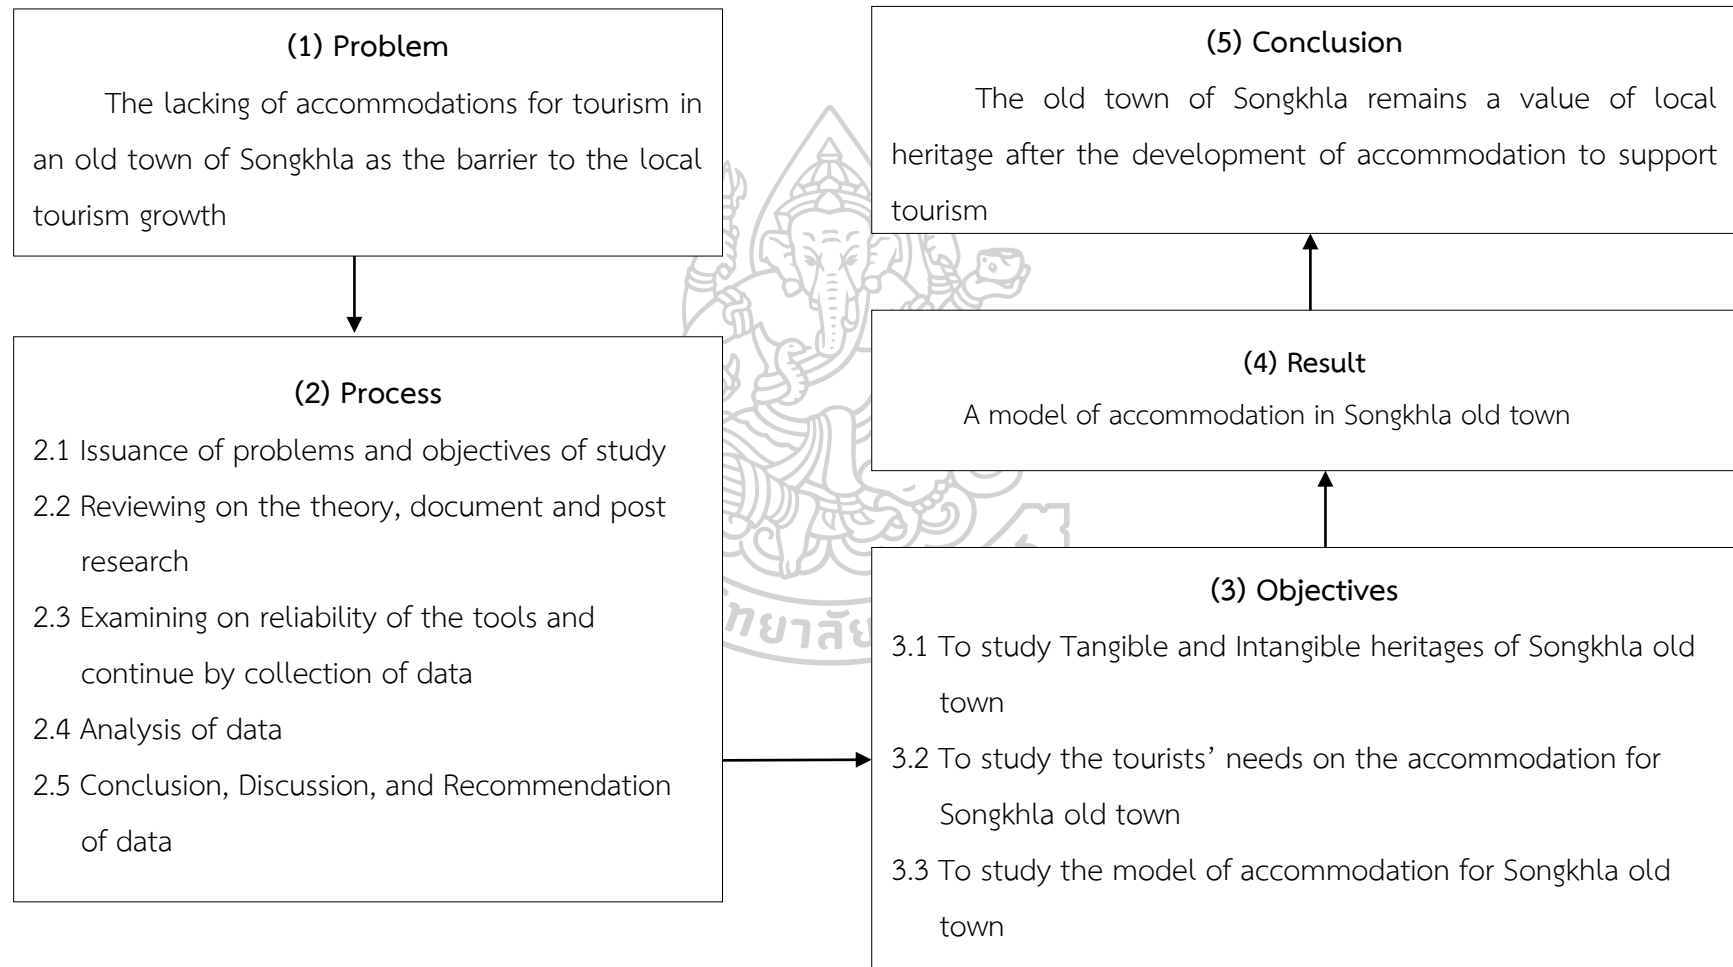 (1) Problem
The lacking of accommodations for tourism in
an old town of Songkhla as the barrier to the local
tourism growth
(2) Process
2.1 Issuance of problems and objectives of study
2.2 Reviewing on the theory, document and post
research
2.3 Examining on reliability of the tools and
continue by collection of data
2.4 Analysis of data
2.5 Conclusion, Discussion, and Recommendation
of data
(3) Objectives
3.1 To study Tangible and Intangible heritages of Songkhla old
town
3.2 To study the tourists’ needs on the accommodation for
Songkhla old town
3.3 To study the model of accommodation for Songkhla old
town
(4) Result
A model of accommodation in Songkhla old town
(5) Conclusion
The old town of Songkhla remains a value of local
heritage after the development of accommodation to support
tourism